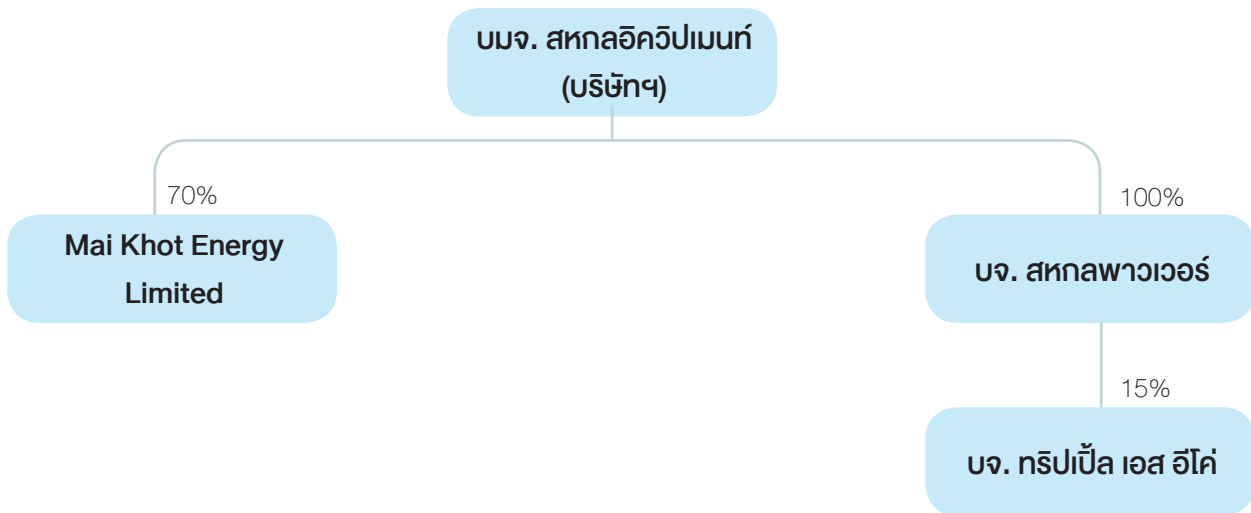 บมจ. สหกลอิควิปเมนท์
(บริษัทฯ)
70%
100%
Mai Khot Energy
Limited
บจ. สหกลพาวเวอร์
15%
บจ. ทริปเปิ้ล เอส อีโค่